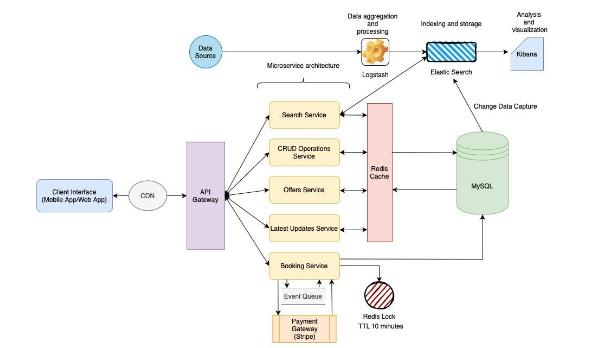 Data aggregation
and
processing
Indexing and storage
Analysis
and
visualization
Data
Source
Kibana
Logstash
Elastic Search
Microservice architecture
Change Data Capture
Search Service
CRUD Operations
Service
Offers Service
Latest Updates Service
Booking Service
API
Gateway
Redis
Cache
MySQL
Client Interface
(Mobile App/Web App)
CDN
Event Queue
Payment
Gateway
(Stripe)
Redis Lock
TTL 10 minutes